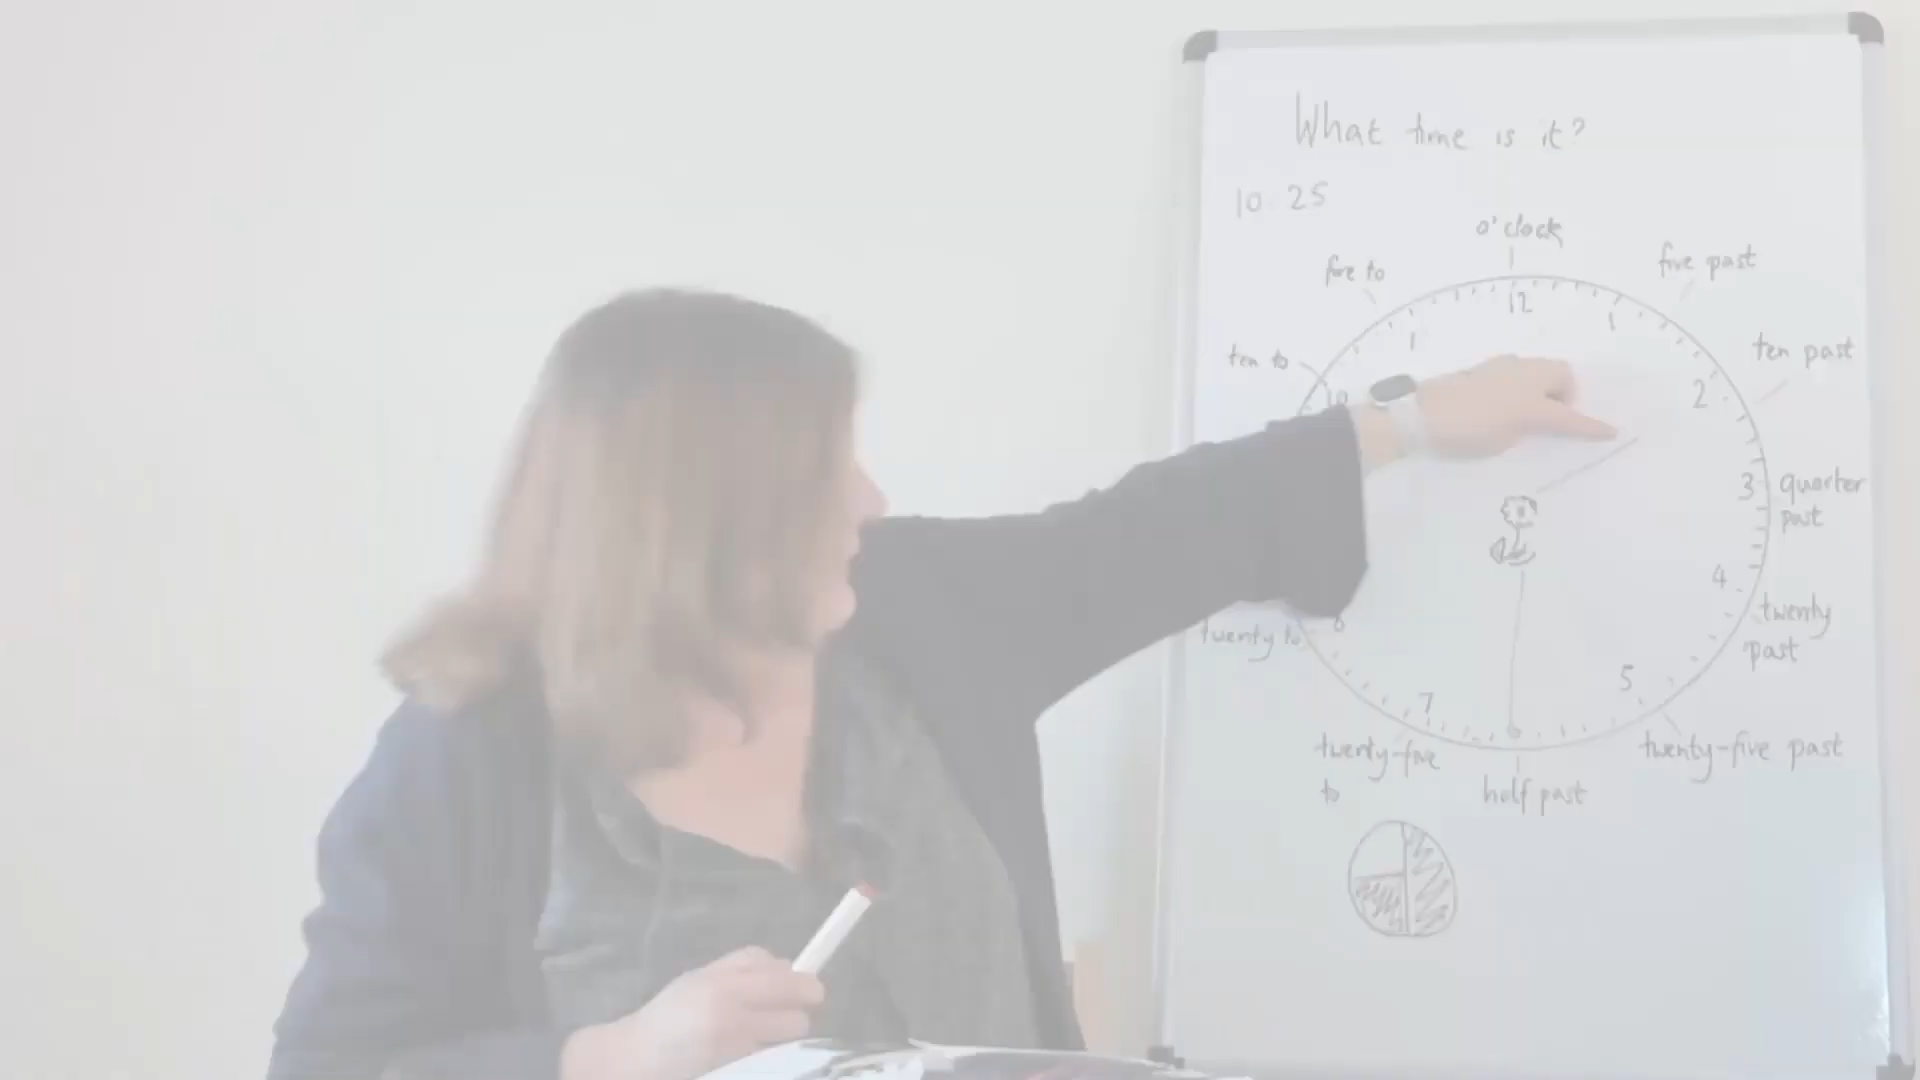 What time is it?
10:25
o'clock
five to
five past
12
1
1
ten to
ten past
10
2
3
quarter
past
4
twenty
past
twenty to
8
5
7
twenty-five
to
twenty-five past
half past